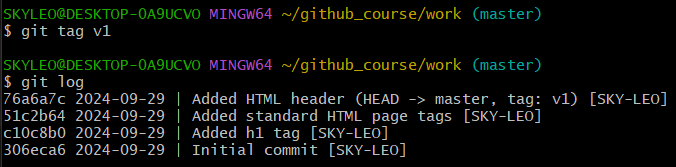 SKYLEO@DESKTOP-0A9UCVO MINGW64 ~/github_course/work (master)
$ git tag v1
SKYLEO@DESKTOP-0A9UCVO MINGW64 ~/github_course/work (master)
$ git log
76a6a7c 2024-09-29 | Added HTML header (HEAD -> master, tag: v1) [SKY-LEO]
51c2b64 2024-09-29 | Added standard HTML page tags [SKY-LEO]
c10c8b0 2024-09-29 | Added h1 tag [SKY-LEO]
306eca6 2024-09-29 | Initial commit [SKY-LEO]